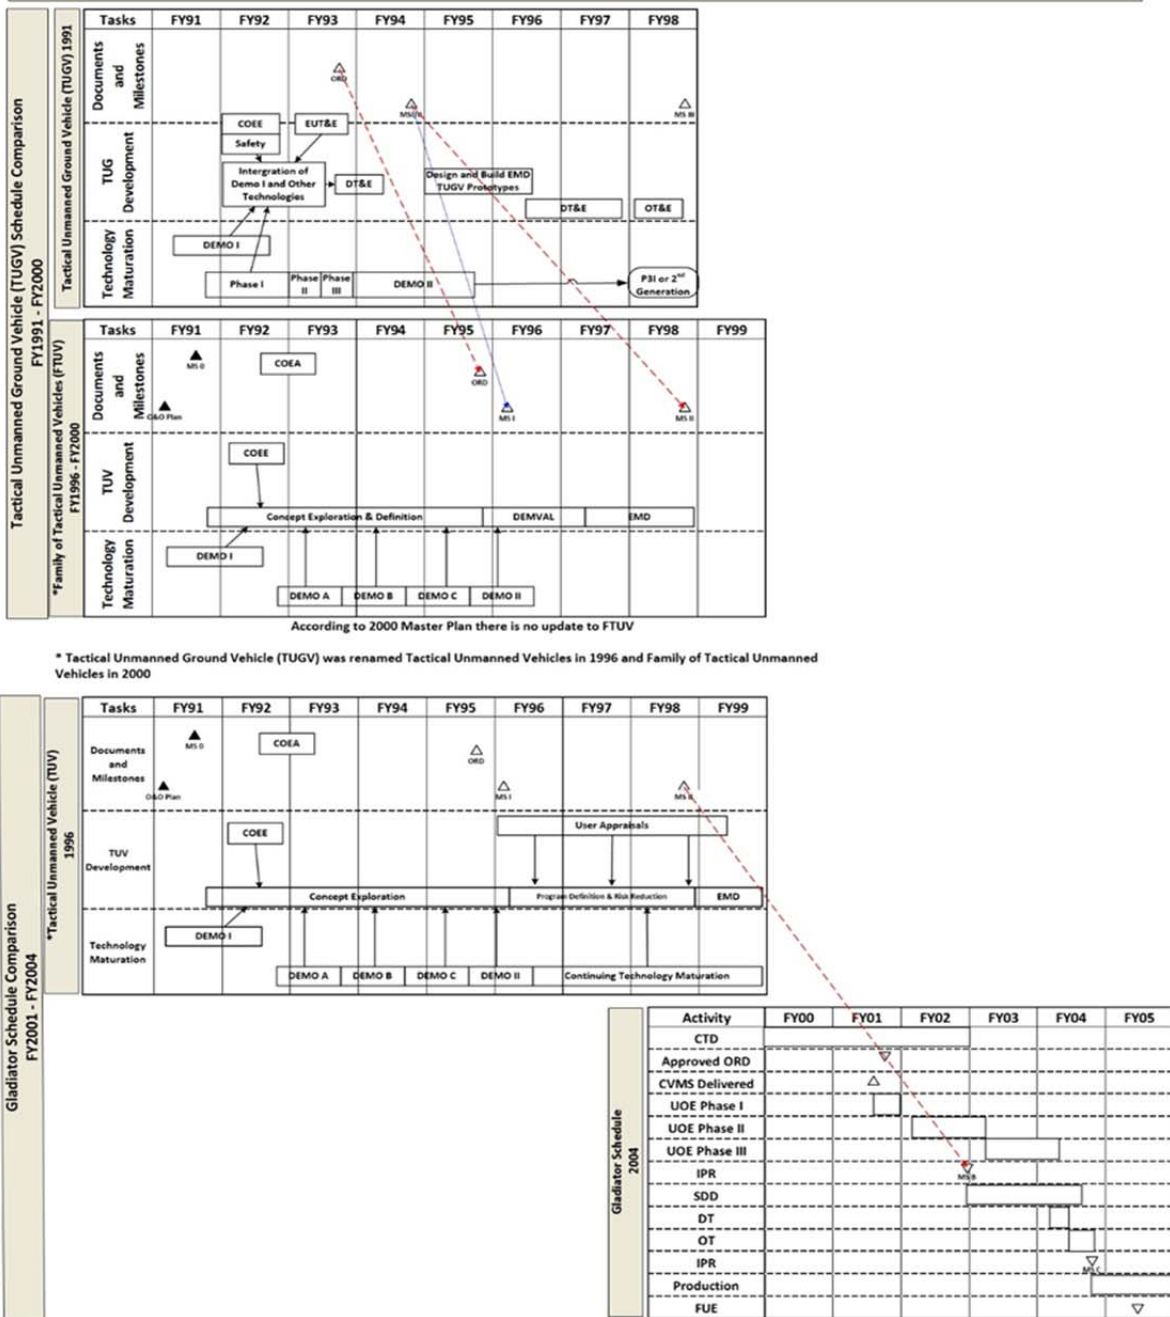 Tactical Unmanned Ground Vehicle (TUGV) Schedule Comparison
FY1991 - FY2000
Tactical Unmanned Ground Vehicle (TUGV) 1991
Tasks FY91 FY92 FY93 FY94 FY95 FY96 FY97 FY98
Documents
and
Milestones
ORD
MS III
TUG
Development
COEE
EUT&E
Safety
Intergration of
Demo I and Other
Technologies
DT&E
Design and Build EMD
TUGV Prototypes
DT&E
OT&E
Technology
Maturation
DEMO I
Phase I
Phase
II
Phase
III
DEMO II
P3I or 2nd
Generation
*Family of Tactical Unmanned Vehicles (FTUV)
FY1996 - FY2000
Tasks FY91 FY92 FY93 FY94 FY95 FY96 FY97 FY98 FY99
Documents
and
Milestones
MS 0
COEA
ORD
O&O Plan
MS I
MS II
TUV
Development
COEE
Concept Exploration & Definition
DEMVAL
EMD
Technology
Maturation
DEMO I
DEMO A
DEMO B
DEMO C
DEMO II
According to 2000 Master Plan there is no update to FTUV
* Tactical Unmanned Ground Vehicle (TUGV) was renamed Tactical Unmanned Vehicles in 1996 and Family of Tactical Unmanned
Vehicles in 2000
Gladiator Schedule Comparison
FY2001 - FY2004
*Tactical Unmanned Vehicle (TUV)
1996
Tasks FY91 FY92 FY93 FY94 FY95 FY96 FY97 FY98 FY99
Documents
and
Milestones
MS 0
COEA
ORD
O&O Plan
MS I
MS II
TUV
Development
User Appraisals
COEE
Concept Exploration
Program Definition & Risk Reduction
EMD
Technology
Maturation
DEMO I
DEMO A
DEMO B
DEMO C
DEMO II
Continuing Technology Maturation
Gladiator Schedule
2004
Activity FY00 FY01 FY02 FY03 FY04 FY05
CTD
Approved ORD
CVMS Delivered
UOE Phase I
UOE Phase II
UOE Phase III
IPR
MS B
SDD
DT
OT
IPR
MS C
Production
FUE